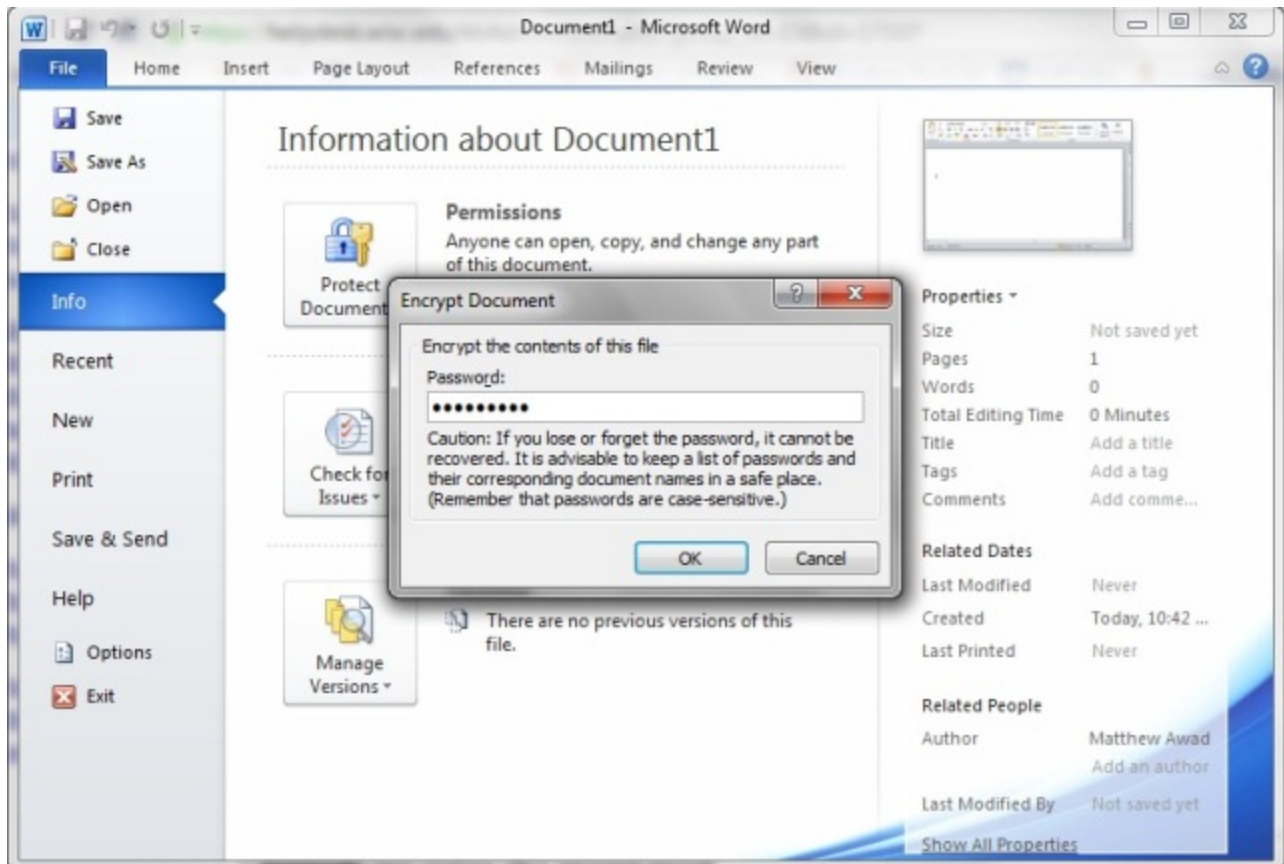 W
Document1 - Microsoft Word
File Home Insert Page Layout References Mailings Review View
Save
Save As
Open
Close
Info
Recent
New
Print
Save & Send
Help
Options
Exit
Information about Document1
Protect
Document
Permissions
Anyone can open, copy, and change any part
of this document.
Check for
Issues
Manage
Versions
There are no previous versions of this
file.
Encrypt Document
Encrypt the contents of this file
Password:
•••••••••
Caution: If you lose or forget the password, it cannot be
recovered. It is advisable to keep a list of passwords and
their corresponding document names in a safe place.
(Remember that passwords are case-sensitive.)
OK Cancel
Properties
Size Not saved yet
Pages 1
Words 0
Total Editing Time 0 Minutes
Title Add a title
Tags Add a tag
Comments Add comme...
Related Dates
Last Modified Never
Created Today, 10:42 ...
Last Printed Never
Related People
Author Matthew Awad
Add an author
Last Modified By Not saved yet
Show All Properties